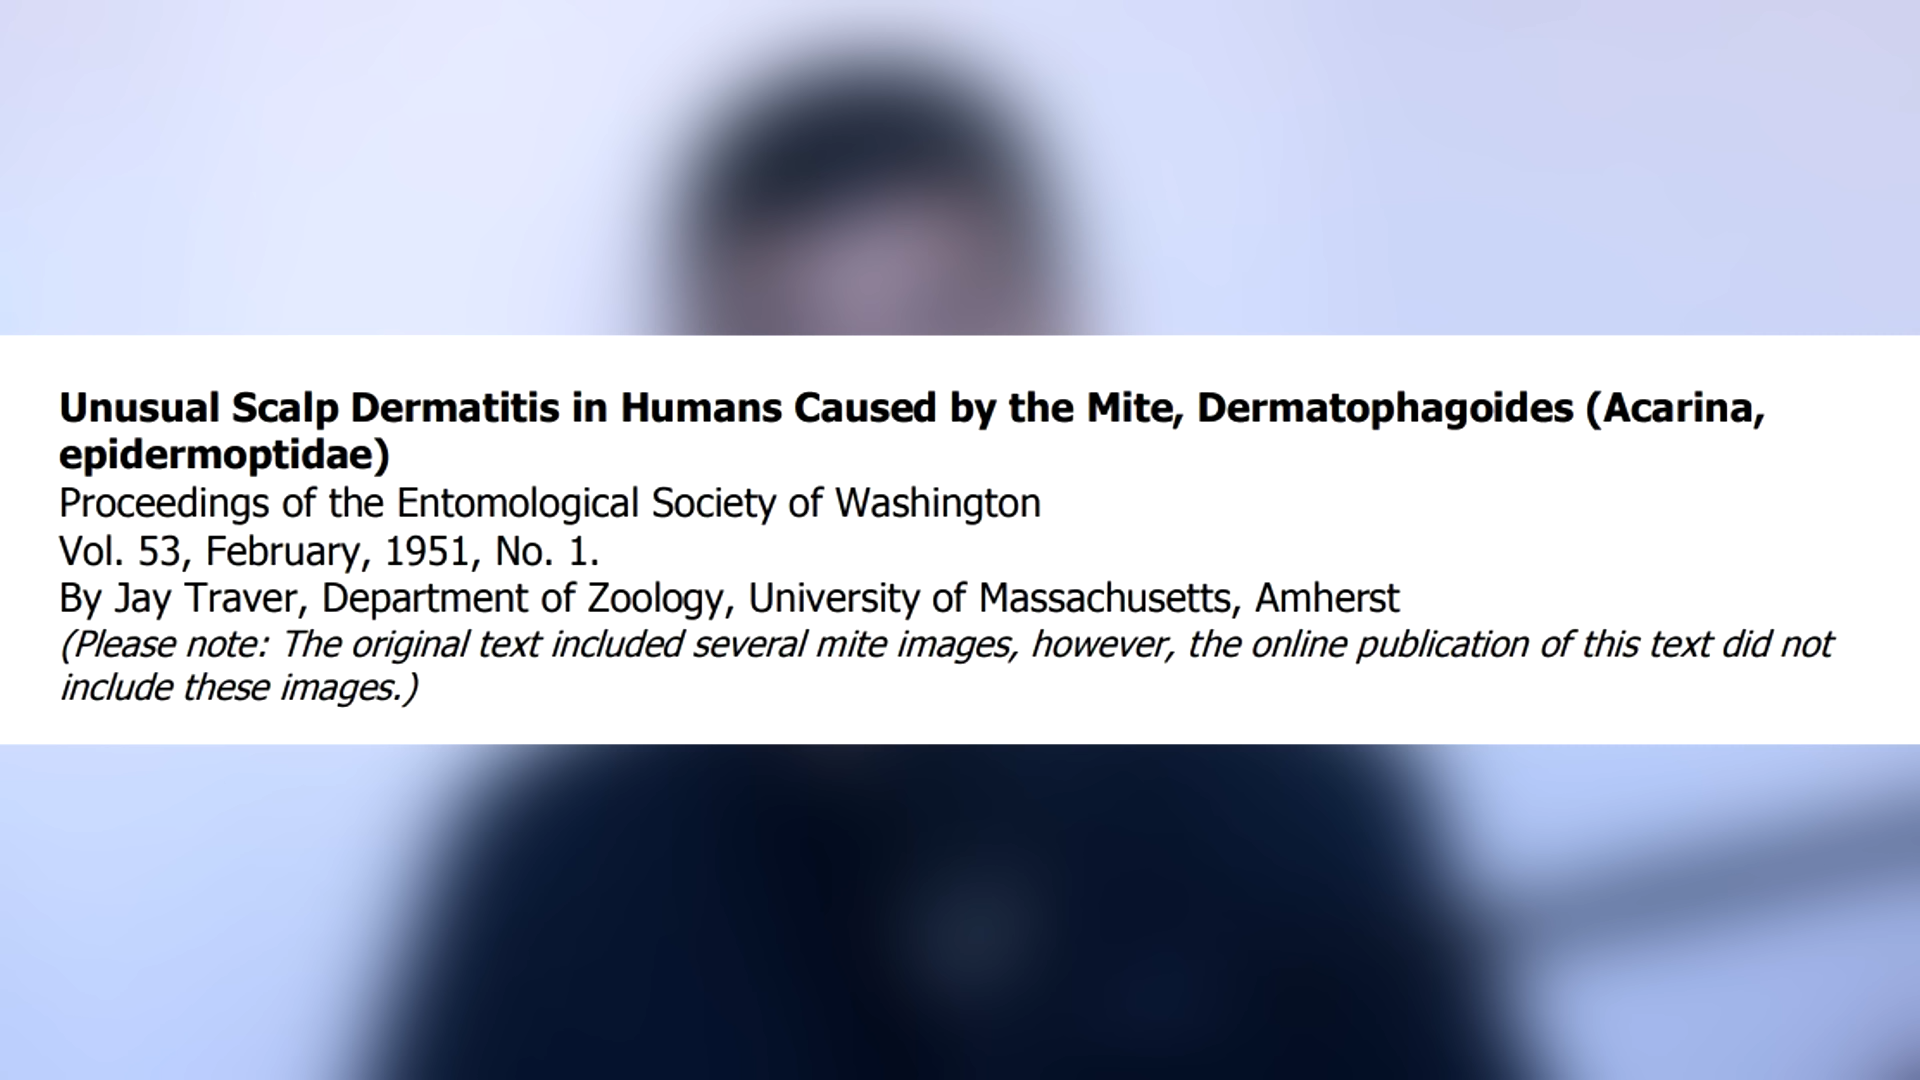 Unusual Scalp Dermatitis in Humans Caused by the Mite, Dermatophagoides (Acarina,
epidermoptidae)
Proceedings of the Entomological Society of Washington
Vol. 53, February, 1951, No. 1.
By Jay Traver, Department of Zoology, University of Massachusetts, Amherst
(Please note: The original text included several mite images, however, the online publication of this text did not
include these images.)